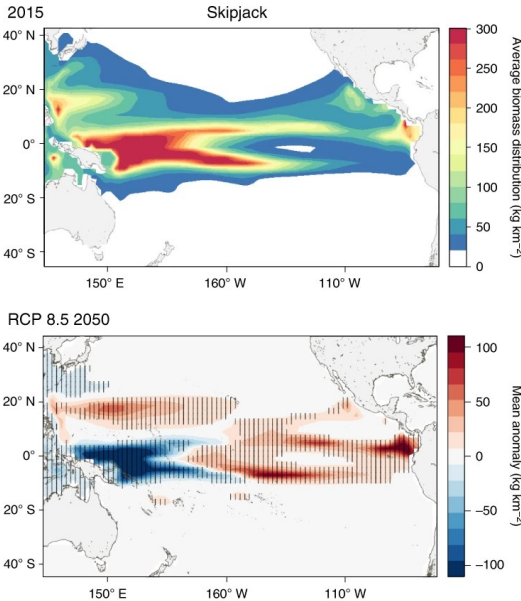 2015
Skipjack
40° N
20° N
0°
20° S
40° S
150° E
160° W
110° W
300
250
200
150
100
50
0
Average biomass distribution (kg km⁻²)
RCP 8.5 2050
40° N
20° N
0°
20° S
40° S
150° E
160° W
110° W
100
50
0
−50
−100
Mean anomaly (kg km⁻²)